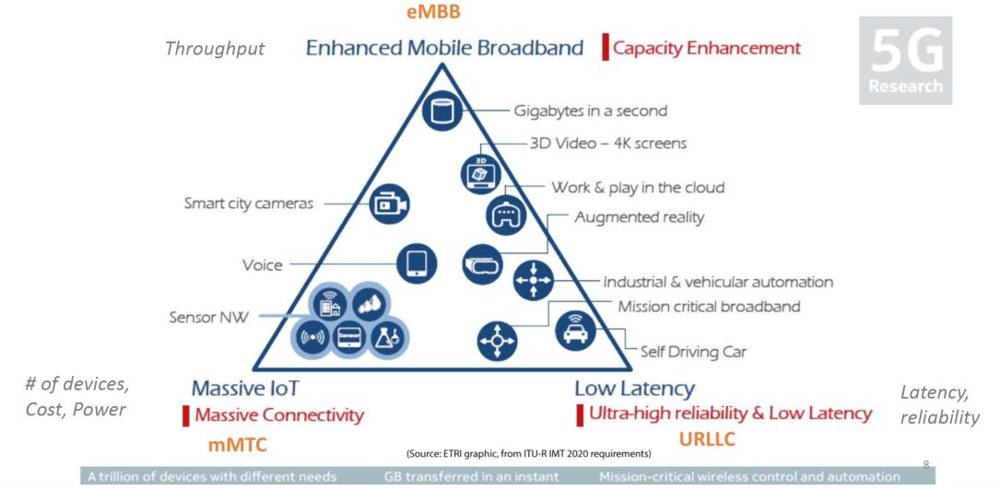 eMBB
Throughput
Enhanced Mobile Broadband
Capacity Enhancement
5G
Research
Gigabytes in a second
3D Video – 4K screens
3D
Work & play in the cloud
Smart city cameras
Augmented reality
Voice
Industrial & vehicular automation
Mission critical broadband
Sensor NW
Sensor
Self Driving Car
# of devices,
Cost, Power
Massive IoT
Massive Connectivity
mMTC
Low Latency
Ultra-high reliability & Low Latency
URLLC
Latency,
reliability
(Source: ETRI graphic, from ITU-R IMT 2020 requirements)
8
A trillion of devices with different needs
GB transferred in an instant
Mission-critical wireless control and automation